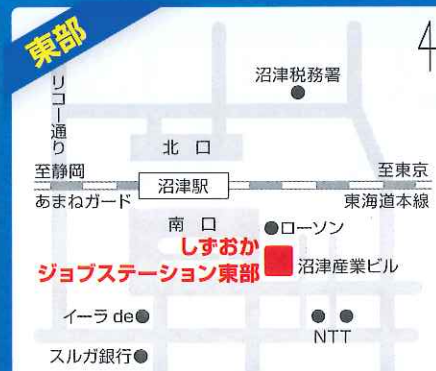 東部
リコー通り
沼津税務署
北 口
至静岡
沼津駅
至東京
あまねガード
東海道本線
南 口
ローソン
しずおか
ジョブステーション東部
沼津産業ビル
イーラde
NTT
スルガ銀行